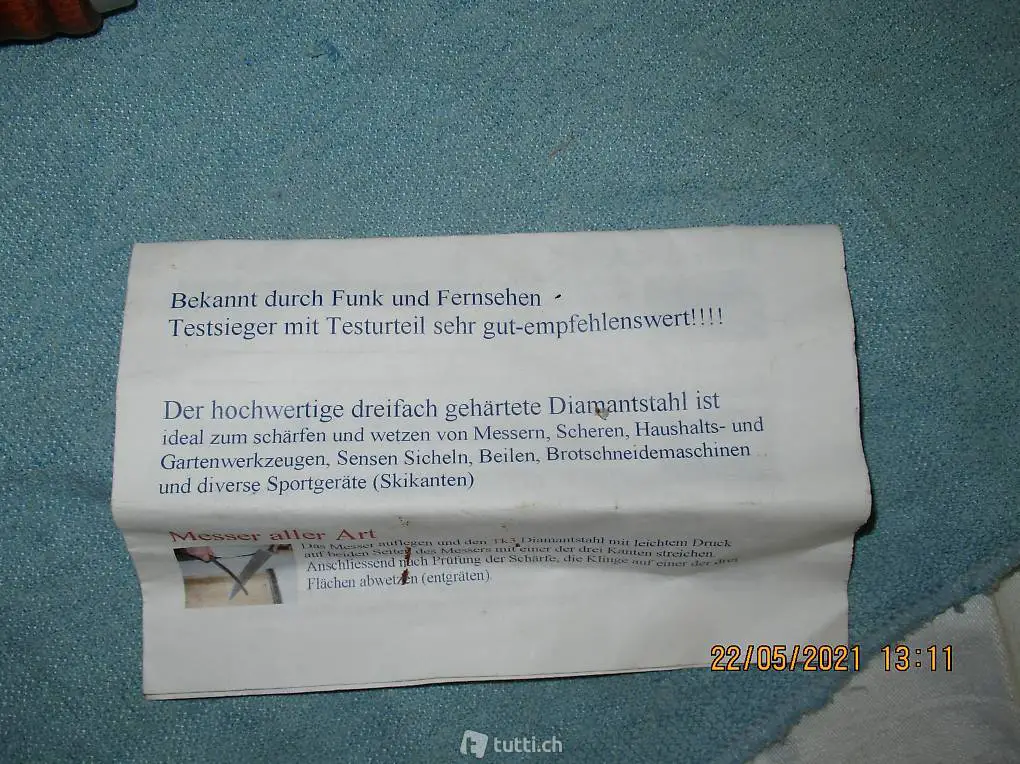 Bekannt durch Funk und Fernsehen
Testsieger mit Testurteil sehr gut-empfehlenswert!!!!
Der hochwertige dreifach gehärtete Diamantstahl ist
ideal zum schärfen und wetzen von Messern, Scheren, Haushalts- und
Gartenwerkzeugen, Sensen Sicheln, Beilen, Brotschneidemaschinen
und diverse Sportgeräte (Skikanten)
Messer aller Art
Das Messer auflegen und den Tk3 Diamantstahl mit leichtem Druck
auf beiden Seiten des Messers mit einer der drei Kanten streichen.
Anschliessend nach Prüfung der Schärfe, die Klinge auf einer der drei
Flächen abwetzen (entgräten).
22/05/2021 13:11
tutti.ch